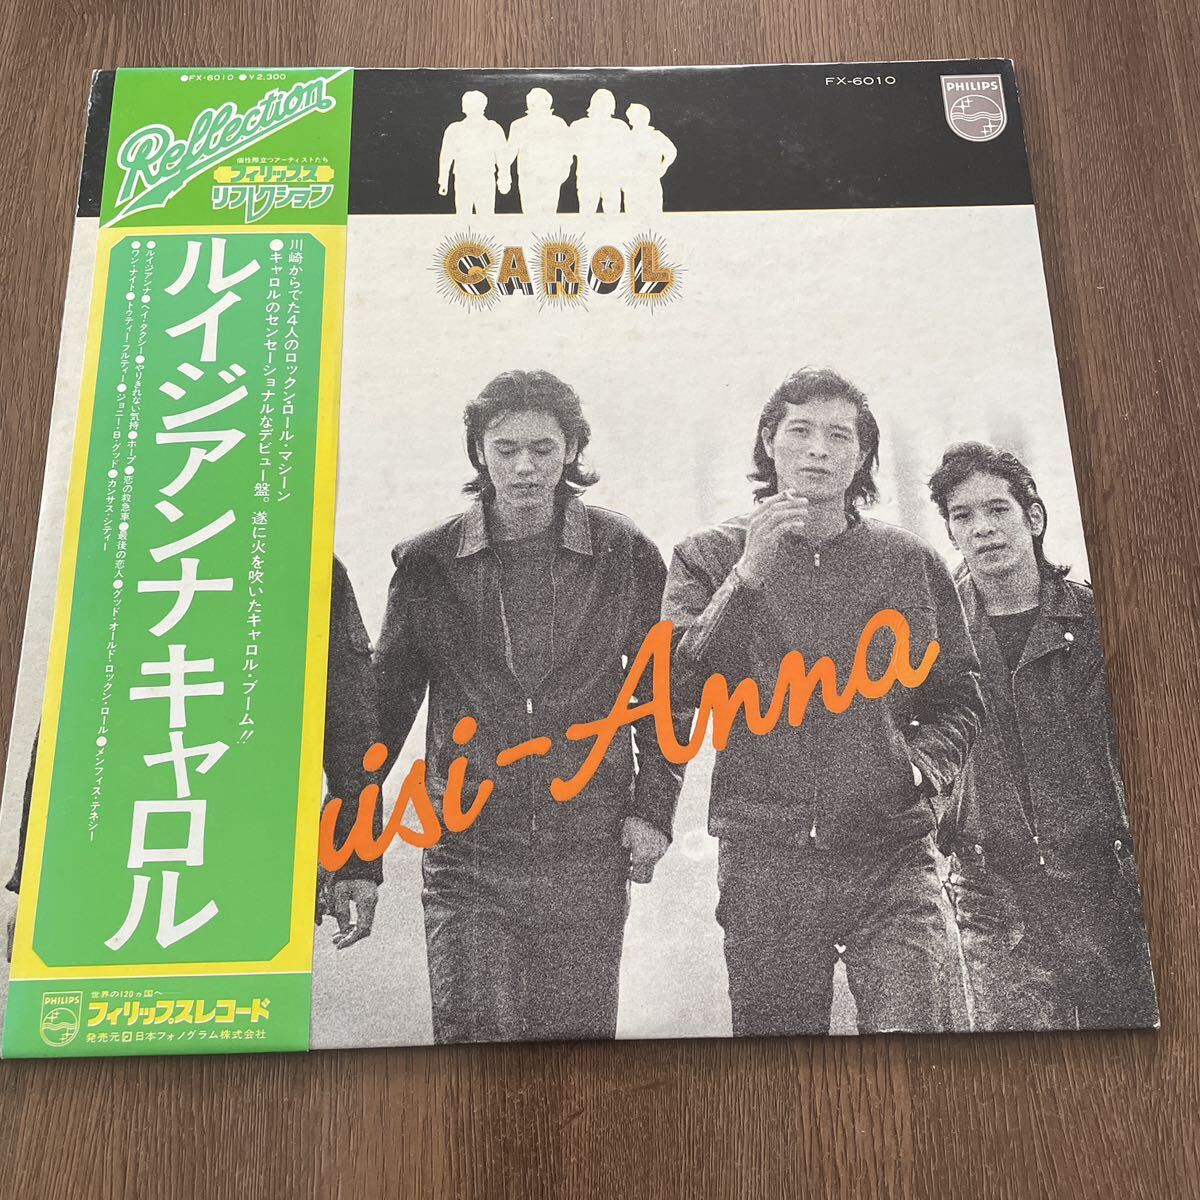 ●FX-6010 ●¥2,300
Reflection
個性際立つアーティストたち
フィリップス
リフレクション
川崎からでた4人のロックン・ロール・マシーン
●キャロルのセンセーショナルなデビュー盤。遂に火を吹いたキャロル・ブーム!!
ルイジアンナ キャロル
●ルイジアンナ●ヘイ・タクシー●やりきれない気持●ホープ●恋の救急車●最後の恋人●グッド・オールド・ロックン・ロール●メンフィス・テネシー
●ワン・ナイト●トゥティー・フルティー●ジョニー・B・グッド●カンサス・シティー
PHILIPS
世界の120ヵ国へ
フィリップスレコード
発売元 日本フォノグラム株式会社
FX-6010
PHILIPS
CAROL
uisi-Anna